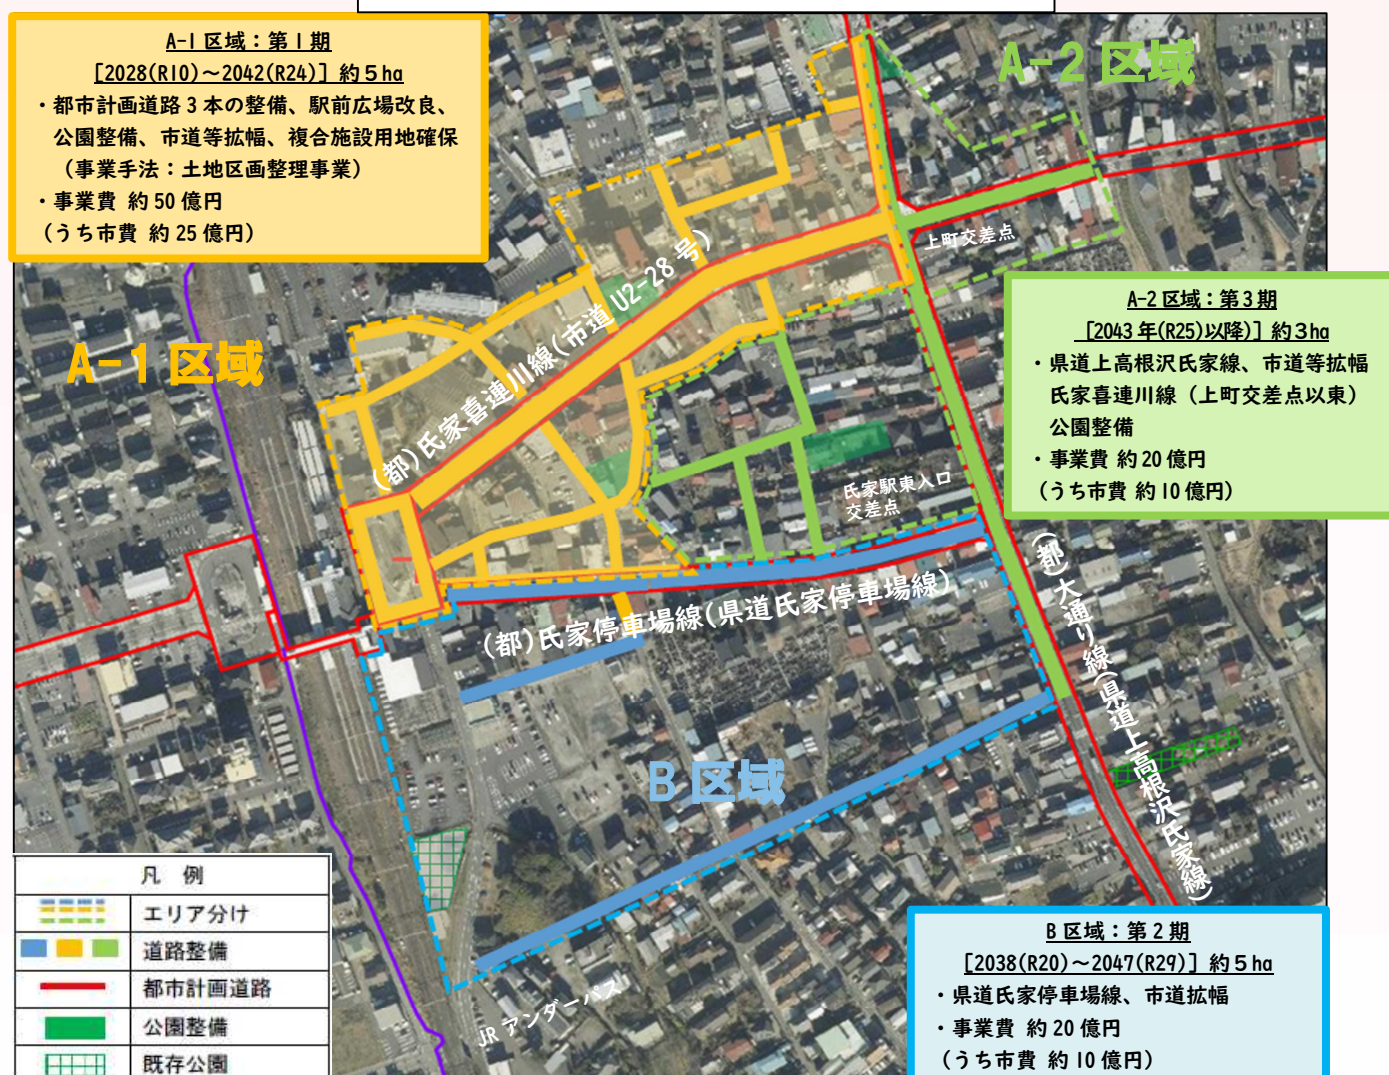 A-1区域：第1期
[2028(R10)～2042(R24)] 約5ha
・都市計画道路3本の整備、駅前広場改良、
公園整備、市道等拡幅、複合施設用地確保
（事業手法：土地区画整理事業）
・事業費 約50億円
（うち市費 約25億円）
A-2区域
上町交差点
A-1区域
(都)氏家喜連川線(市道U2-28号)
A-2区域：第3期
[2043年(R25)以降)] 約3ha
・県道上高根沢氏家線、市道等拡幅
氏家喜連川線（上町交差点以東）
公園整備
・事業費 約20億円
（うち市費 約10億円）
氏家駅東入口
交差点
(都)氏家停車場線(県道氏家停車場線)
(都)大通り線(県道上高根沢氏家線)
B区域
JRアンダーパス
凡 例
エリア分け
道路整備
都市計画道路
公園整備
既存公園
B区域：第2期
[2038(R20)～2047(R29)] 約5ha
・県道氏家停車場線、市道拡幅
・事業費 約20億円
（うち市費 約10億円）